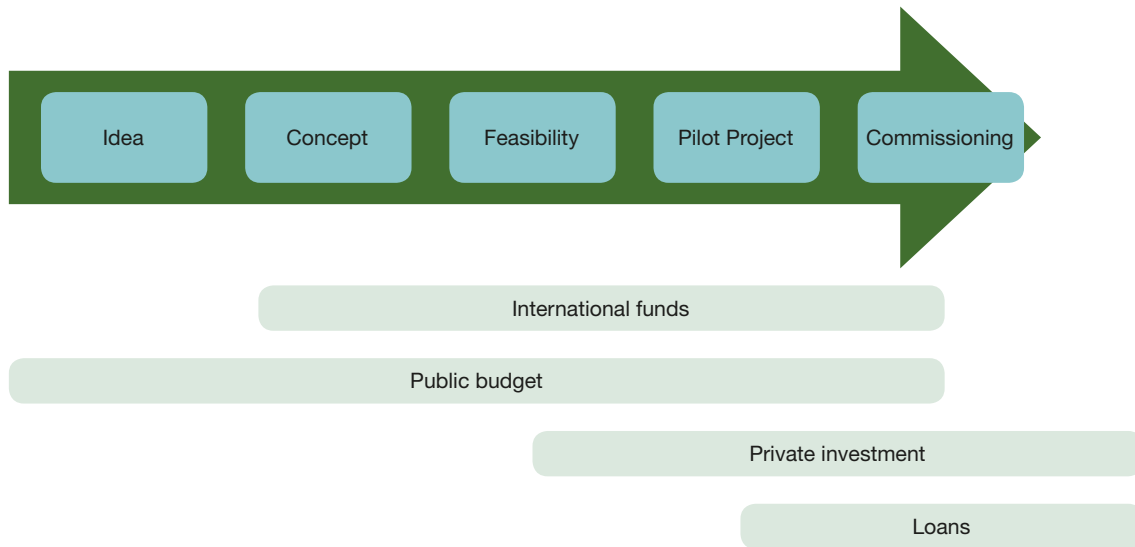 Idea
Concept
Feasibility
Pilot Project
Commissioning
International funds
Public budget
Private investment
Loans